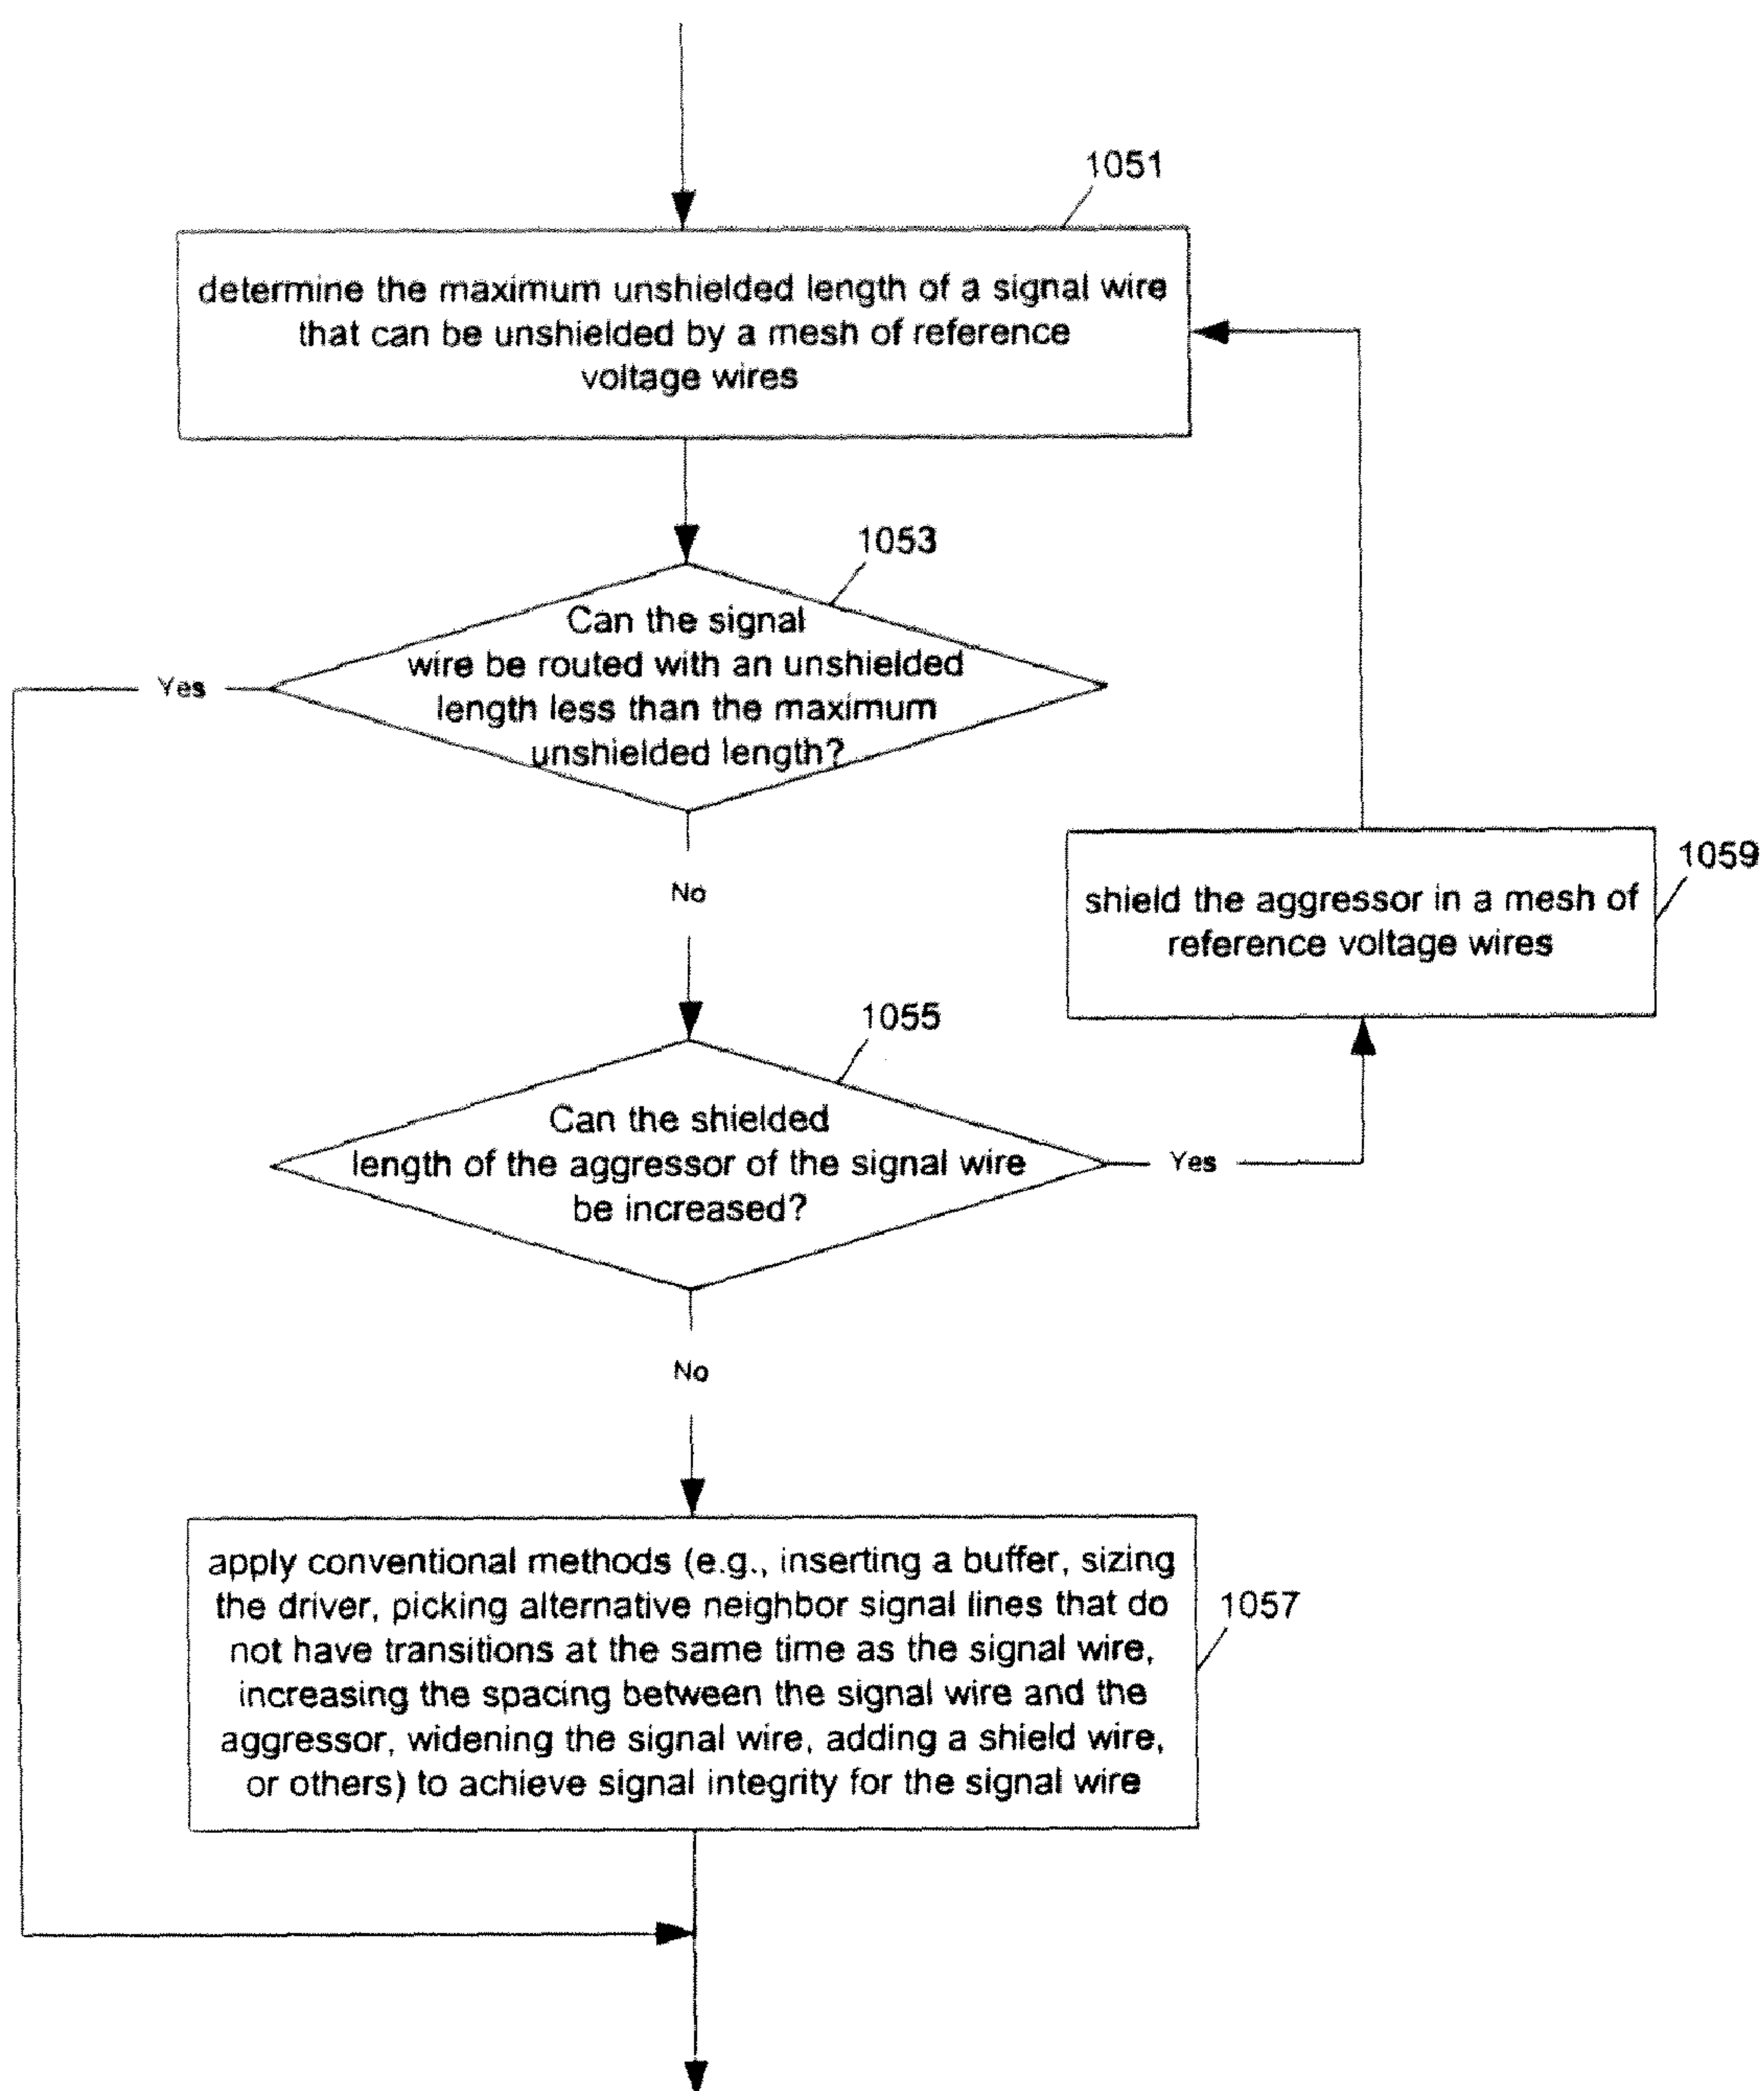 1051
determine the maximum unshielded length of a signal wire
that can be unshielded by a mesh of reference
voltage wires
1053
Can the signal
wire be routed with an unshielded
length less than the maximum
unshielded length?
Yes
No
1059
shield the aggressor in a mesh of
reference voltage wires
1055
Can the shielded
length of the aggressor of the signal wire
be increased?
Yes
No
apply conventional methods (e.g., inserting a buffer, sizing
the driver, picking alternative neighbor signal lines that do
not have transitions at the same time as the signal wire,
increasing the spacing between the signal wire and the
aggressor, widening the signal wire, adding a shield wire,
or others) to achieve signal integrity for the signal wire
1057